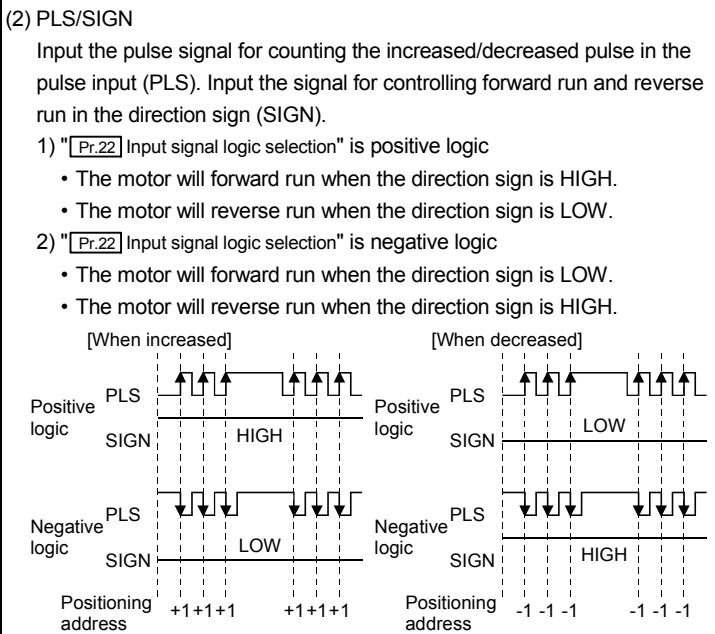 (2) PLS/SIGN
Input the pulse signal for counting the increased/decreased pulse in the
pulse input (PLS). Input the signal for controlling forward run and reverse
run in the direction sign (SIGN).
1) "Pr.22 Input signal logic selection" is positive logic
• The motor will forward run when the direction sign is HIGH.
• The motor will reverse run when the direction sign is LOW.
2) "Pr.22 Input signal logic selection" is negative logic
• The motor will forward run when the direction sign is LOW.
• The motor will reverse run when the direction sign is HIGH.
[When increased]
Positive
logic
PLS
SIGN
HIGH
Negative
logic
PLS
SIGN
LOW
Positioning
address
+1 +1 +1 +1 +1 +1
[When decreased]
Positive
logic
PLS
SIGN
LOW
Negative
logic
PLS
SIGN
HIGH
Positioning
address
-1 -1 -1 -1 -1 -1